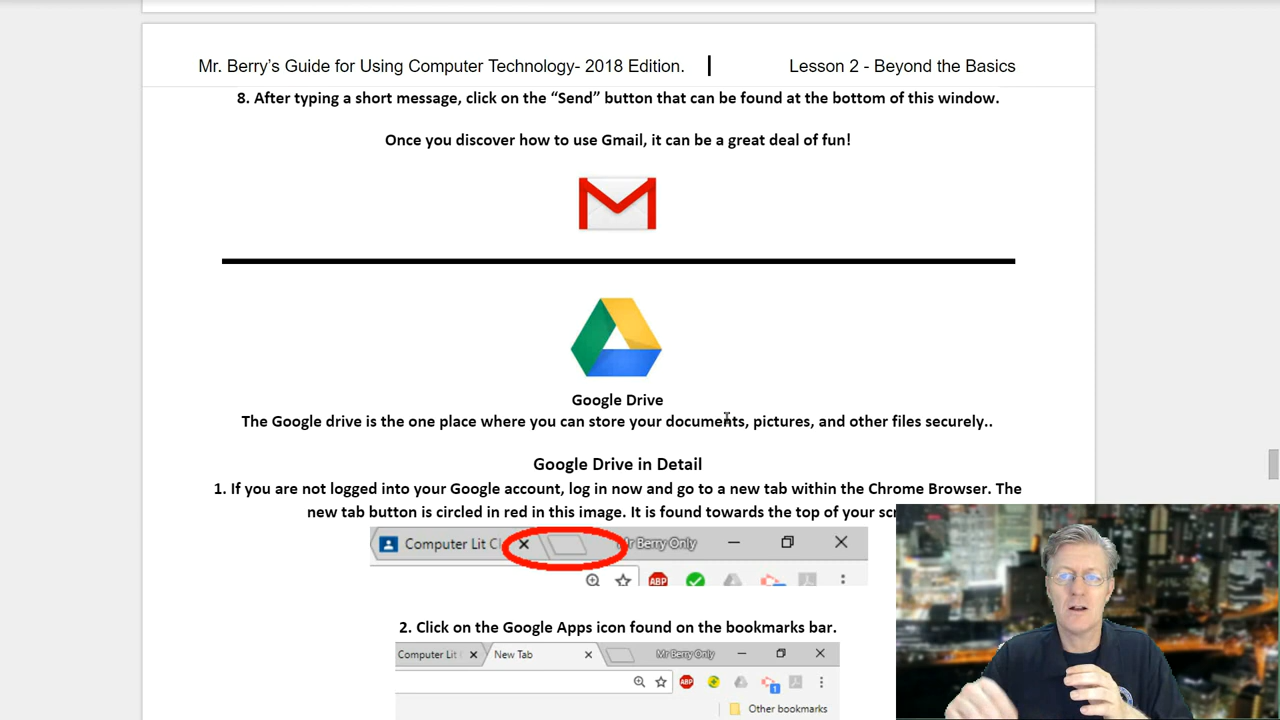 Mr. Berry's Guide for Using Computer Technology- 2018 Edition. | Lesson 2 - Beyond the Basics
8. After typing a short message, click on the “Send” button that can be found at the bottom of this window.
Once you discover how to use Gmail, it can be a great deal of fun!
Google Drive
The Google drive is the one place where you can store your documents, pictures, and other files securely..
Google Drive in Detail
1. If you are not logged into your Google account, log in now and go to a new tab within the Chrome Browser. The
new tab button is circled in red in this image. It is found towards the top of your
Computer Lit Mr Berry Only
ABP
2. Click on the Google Apps icon found on the bookmarks bar.
Computer Lit New Tab Mr Berry Only
ABP 1
Other bookmarks